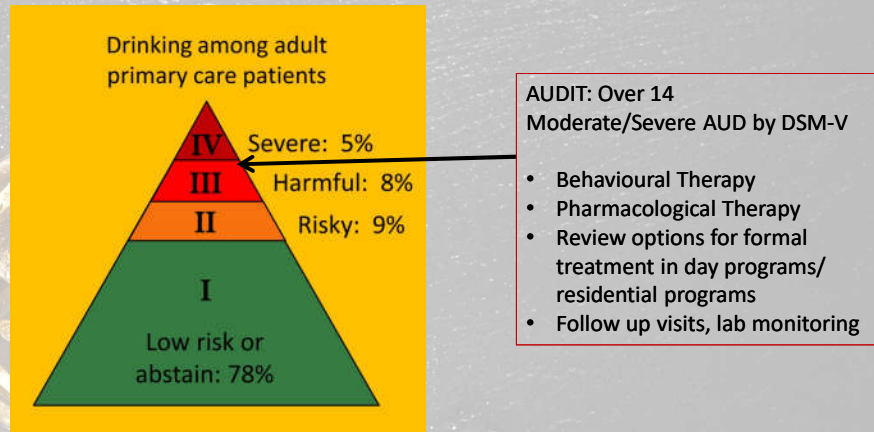 Drinking among adult
primary care patients
IV
Severe: 5%
III
Harmful: 8%
II
Risky: 9%
I
Low risk or
abstain: 78%
AUDIT: Over 14
Moderate/Severe AUD by DSM-V
• Behavioural Therapy
• Pharmacological Therapy
• Review options for formal
treatment in day programs/
residential programs
• Follow up visits, lab monitoring